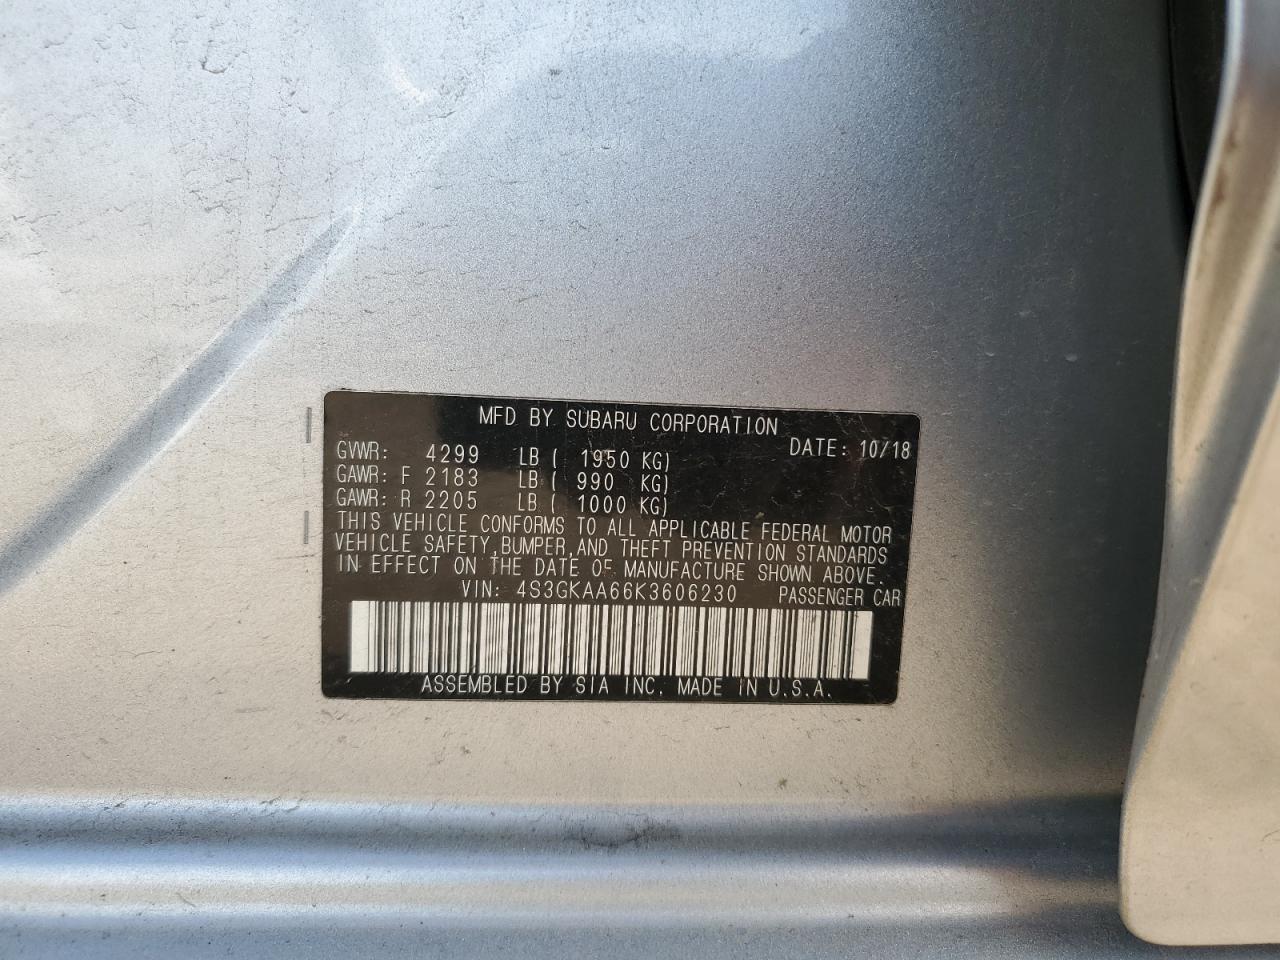 MFD BY SUBARU CORPORATION
GVWR: 4299 LB ( 1950 KG) DATE: 10/18
GAWR: F 2183 LB ( 990 KG)
GAWR: R 2205 LB ( 1000 KG)
THIS VEHICLE CONFORMS TO ALL APPLICABLE FEDERAL MOTOR
VEHICLE SAFETY,BUMPER,AND THEFT PREVENTION STANDARDS
IN EFFECT ON THE DATE OF MANUFACTURE SHOWN ABOVE.
VIN: 4S3GKAA66K3606230 PASSENGER CAR
ASSEMBLED BY SIA INC. MADE IN U.S.A.